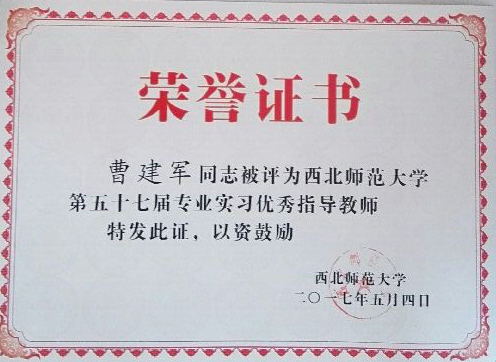 荣誉证书
曹建军同志被评为西北师范大学
第五十七届专业实习优秀指导教师
特发此证，以资鼓励
西北师范大学
二〇一七年五月四日